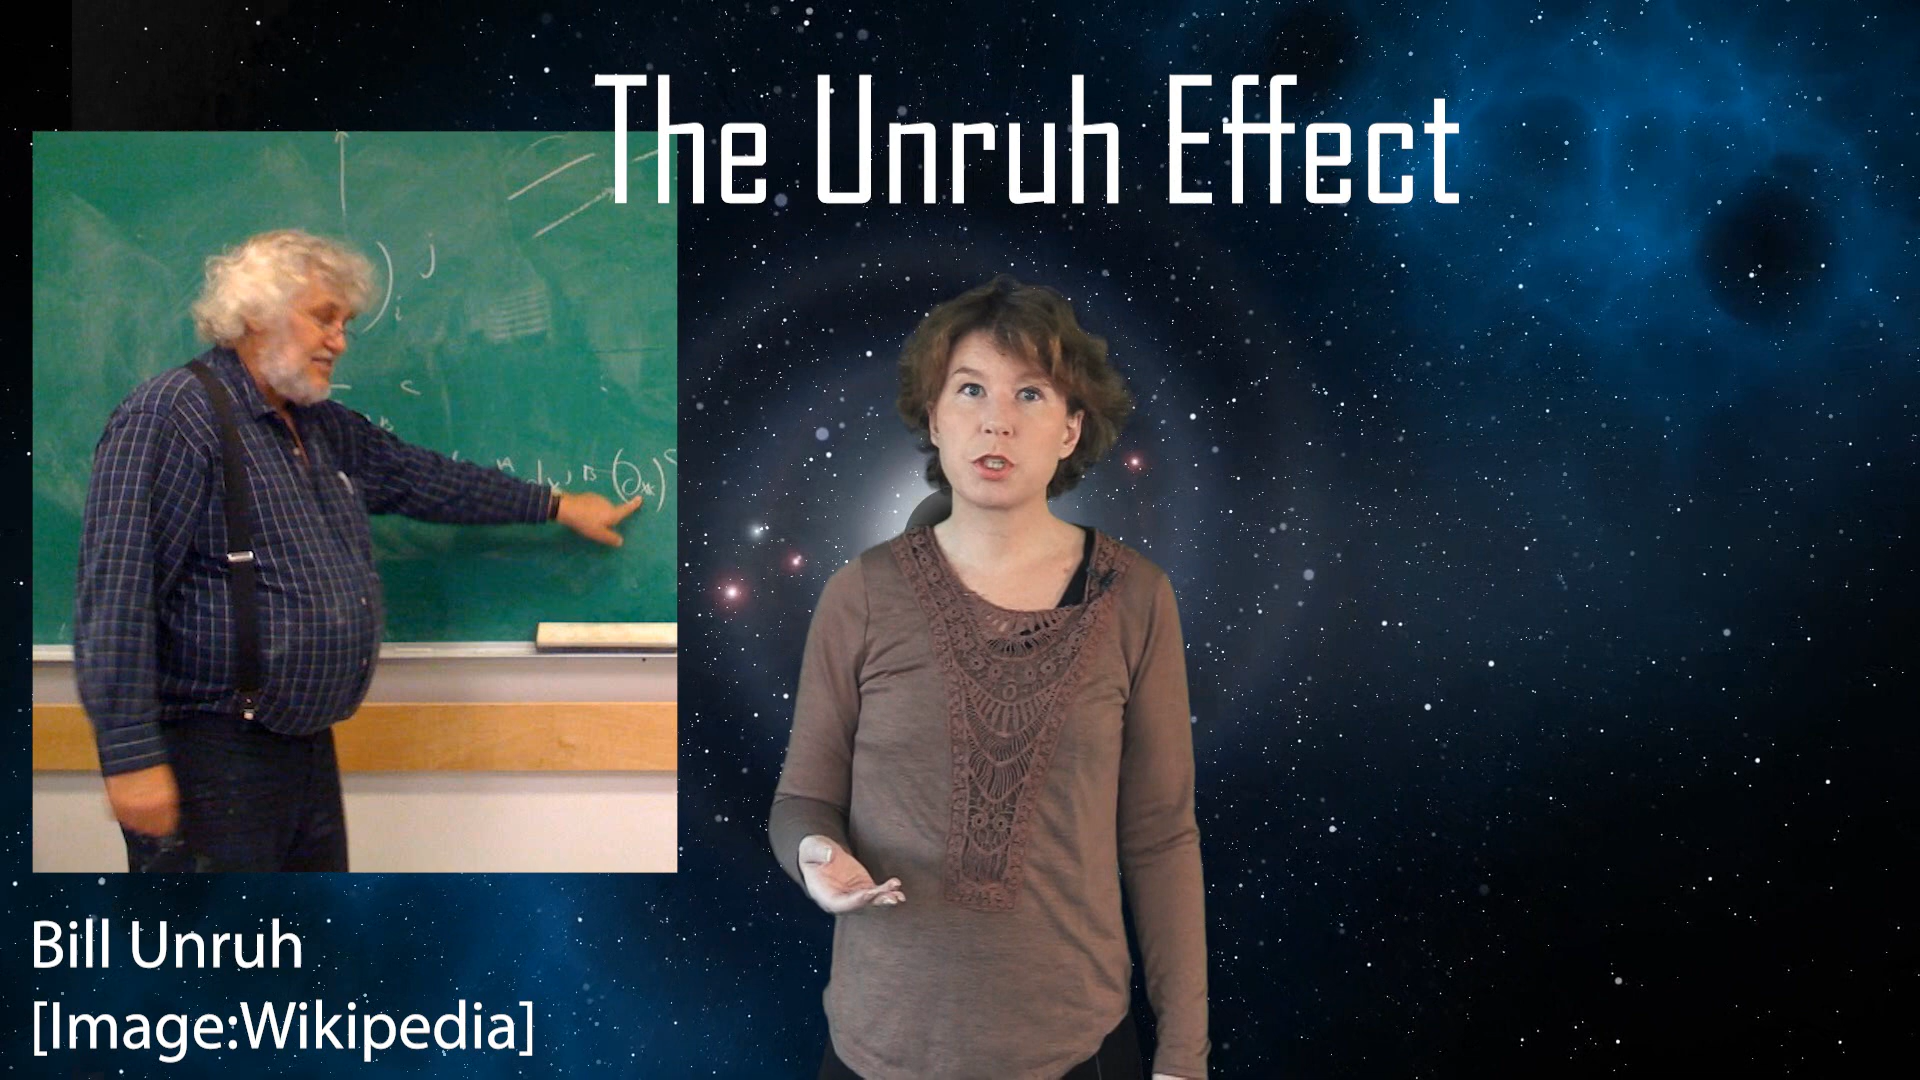 The Unruh Effect
j
i
c
B
Bill Unruh
[Image:Wikipedia]